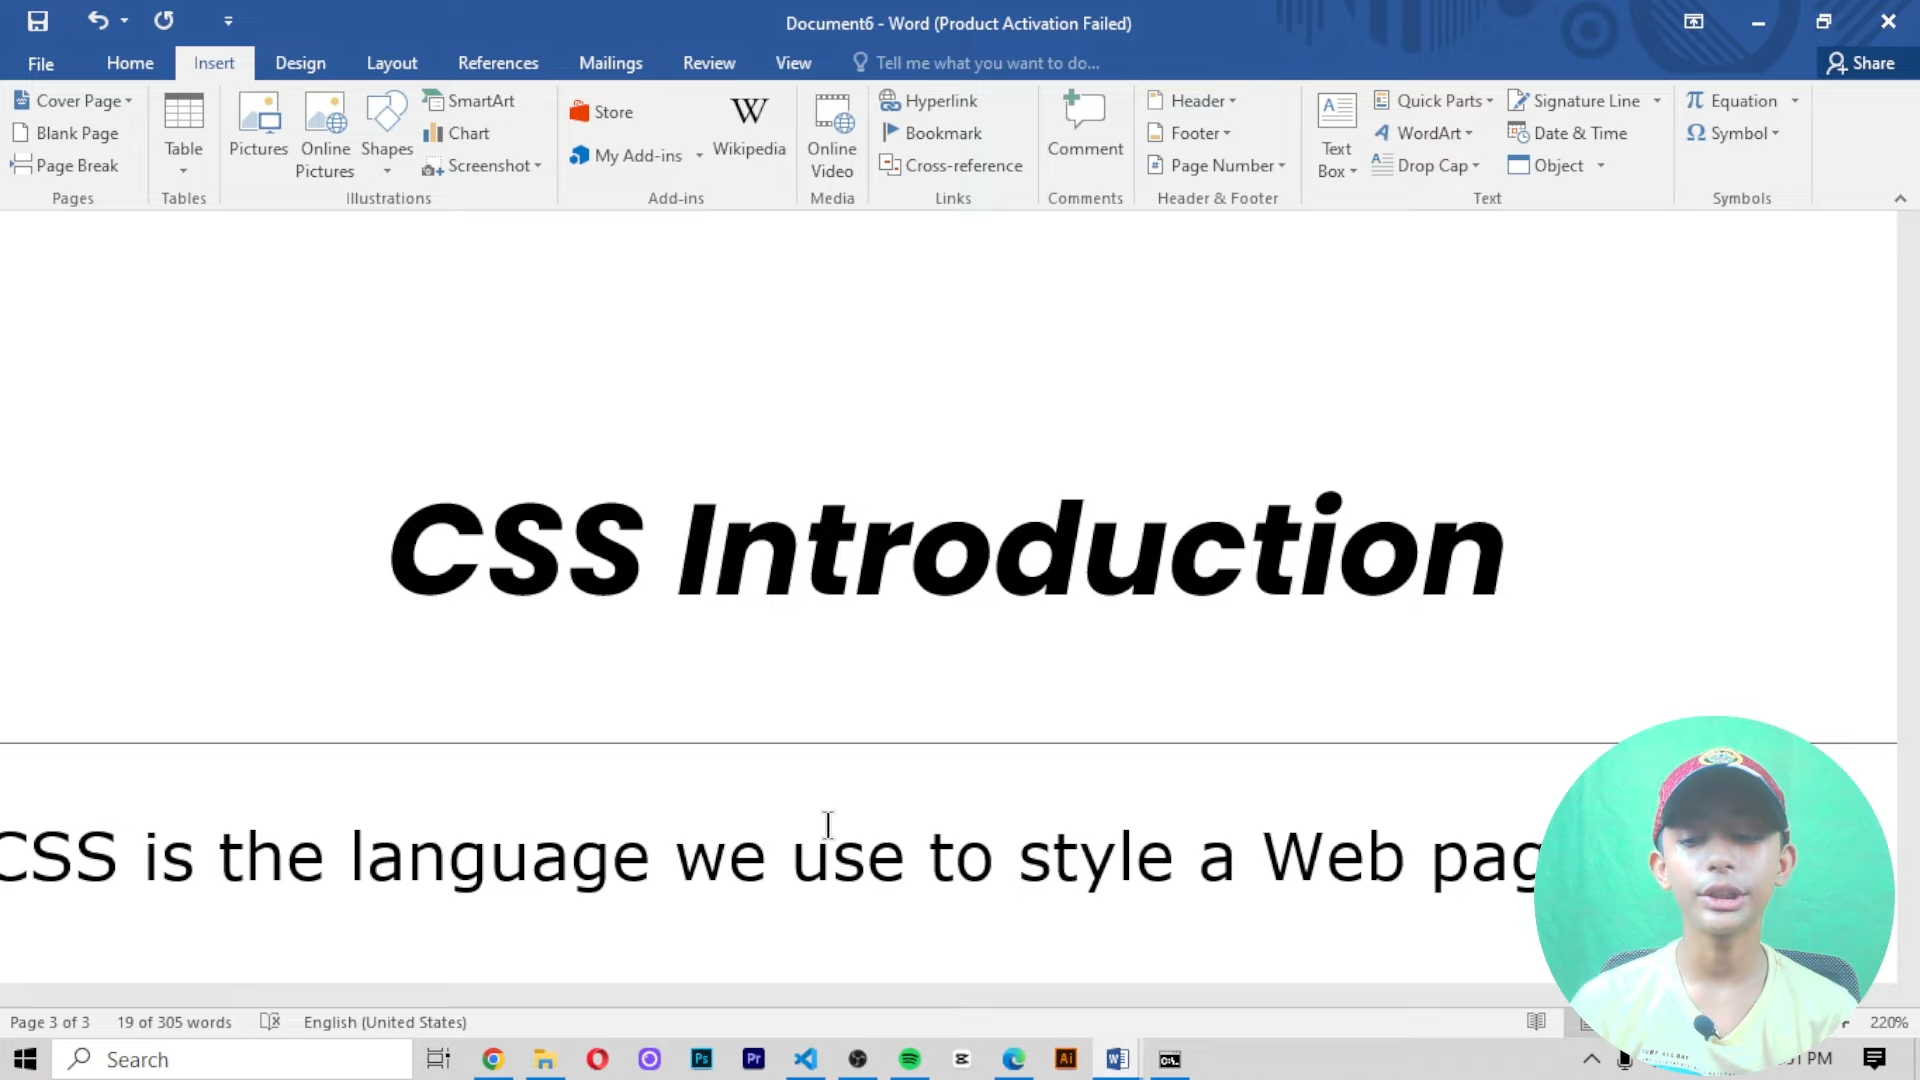 Document6 - Word (Product Activation Failed)
File Home Insert Design Layout References Mailings Review View Tell me what you want to do... Share
Cover Page
Blank Page
Page Break
Pages
Table
Tables
Pictures
Online Pictures
Shapes
SmartArt
Chart
Screenshot
Illustrations
Store
My Add-ins
W
Wikipedia
Add-ins
Online Video
Media
Hyperlink
Bookmark
Cross-reference
Links
Comment
Comments
Header
Footer
Page Number
Header & Footer
Text Box
Quick Parts
WordArt
Drop Cap
Signature Line
Date & Time
Object
Text
Equation
Symbol
Symbols
CSS Introduction
CSS is the language we use to style a Web pag
Page 3 of 3 19 of 305 words English (United States) 220%
Search Ps Pr Ai PM